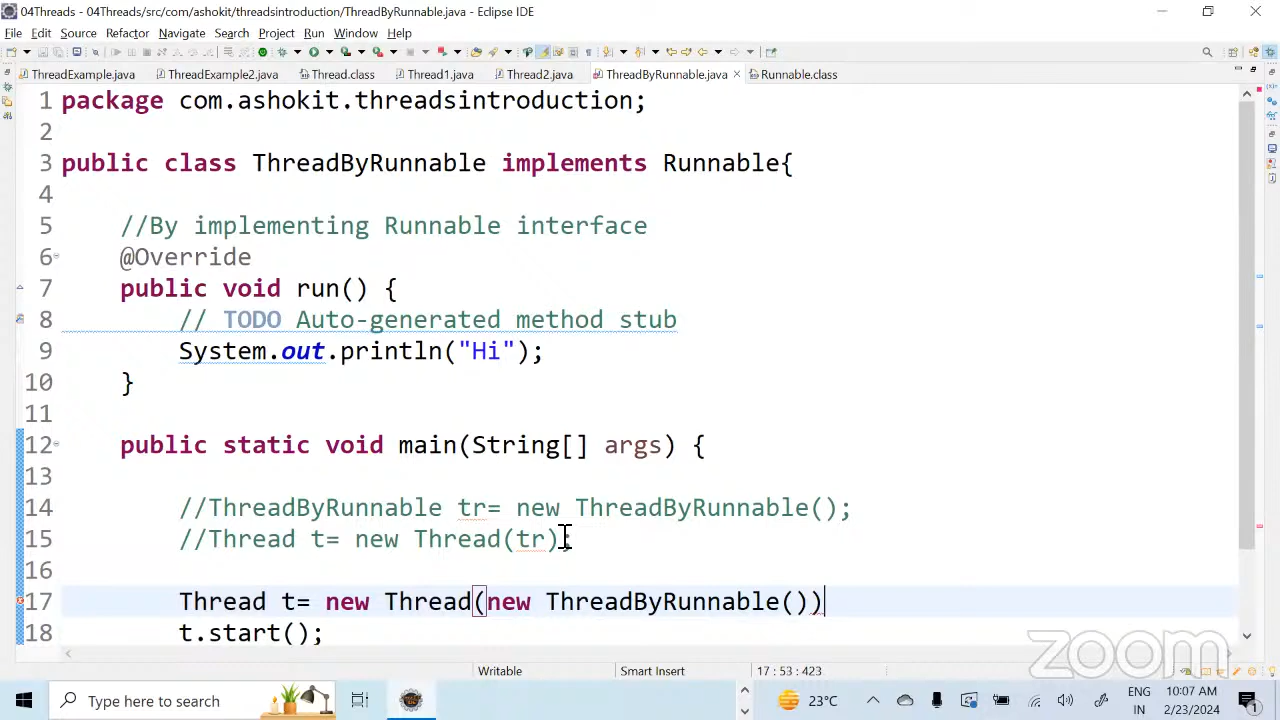 04Threads - 04Threads/src/com/ashokit/threadsintroduction/ThreadByRunnable.java - Eclipse IDE
File Edit Source Refactor Navigate Search Project Run Window Help
ThreadExample.java ThreadExample2.java Thread.class Thread1.java Thread2.java ThreadByRunnable.java Runnable.class
1 package com.ashokit.threadsintroduction;
2
3 public class ThreadByRunnable implements Runnable{
4
5 //By implementing Runnable interface
6 @Override
7 public void run() {
8 // TODO Auto-generated method stub
9 System.out.println("Hi");
10 }
11
12 public static void main(String[] args) {
13
14 //ThreadByRunnable tr= new ThreadByRunnable();
15 //Thread t= new Thread(tr);
16
17 Thread t= new Thread(new ThreadByRunnable())
18 t.start();
zoom
Writable Smart Insert 17 : 53 : 423
Type here to search 23°C ENG IN 10:07 AM 2/23/2024 1